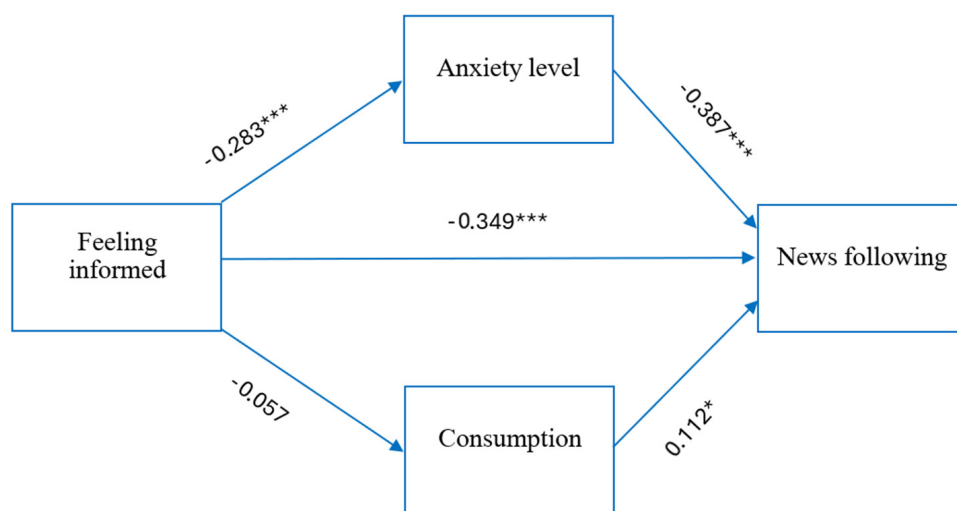 Anxiety level
-0.283***
-0.387***
-0.349***
Feeling
informed
News following
-0.057
Consumption
0.112*